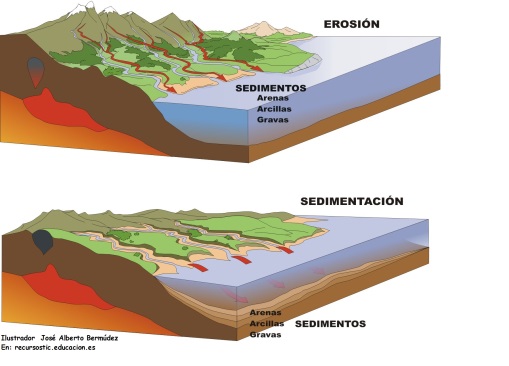 EROSIÓN
SEDIMENTOS
Arenas
Arcillas
Gravas
SEDIMENTACIÓN
Arenas
Arcillas SEDIMENTOS
Gravas
Ilustrador José Alberto Bermúdez
En: recursostic.educacion.es